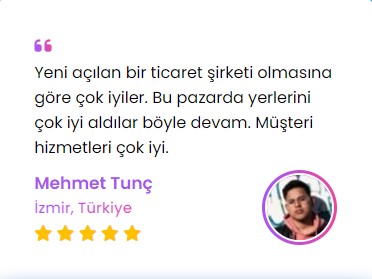 Yeni açılan bir ticaret şirketi olmasına
göre çok iyiler. Bu pazarda yerlerini
çok iyi aldılar böyle devam. Müşteri
hizmetleri çok iyi.
Mehmet Tunç
İzmir, Türkiye